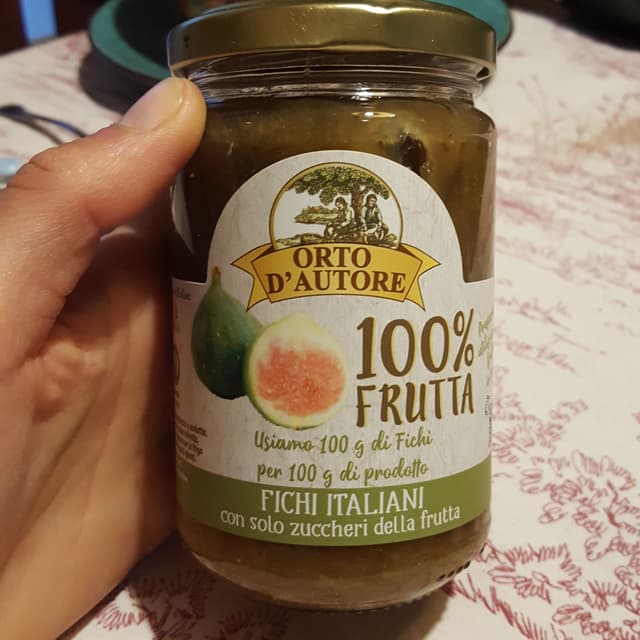 ORTO
D'AUTORE
100%
FRUTTA
Usiamo 100 g di Fichi
per 100 g di prodotto
FICHI ITALIANI
con solo zuccheri della frutta